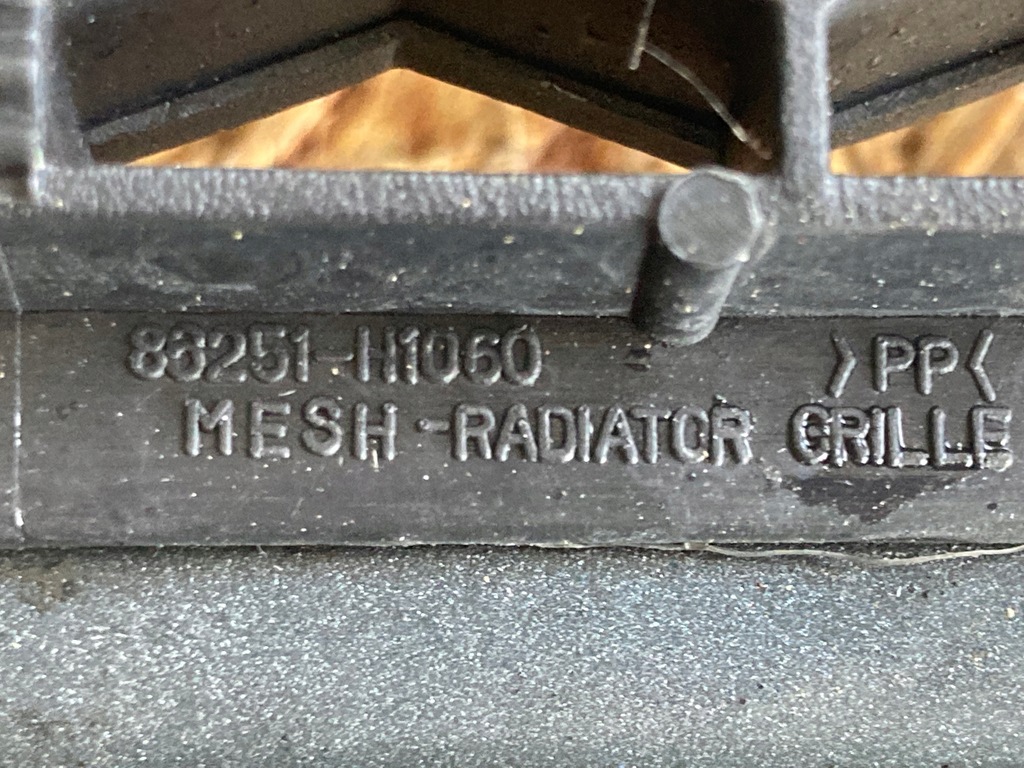 86251-H1060 >PP<
MESH-RADIATOR GRILLE